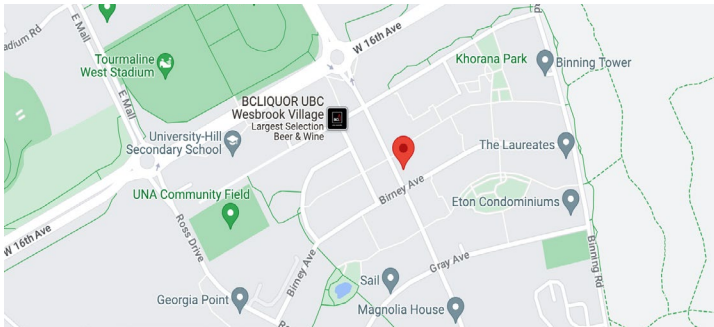 E Mall
W 16th Ave
Rd
Stadium Rd
Tourmaline
West Stadium
Khorana Park
Binning Tower
E Mall
BCLIQUOR UBC
Wesbrook Village
Largest Selection
Beer & Wine
University-Hill
Secondary School
The Laureates
UNA Community Field
Birney Ave
Eton Condominiums
W 16th Ave
Ross Drive
Birney Ave
Gray Ave
Binning Rd
Sail
Georgia Point
Magnolia House